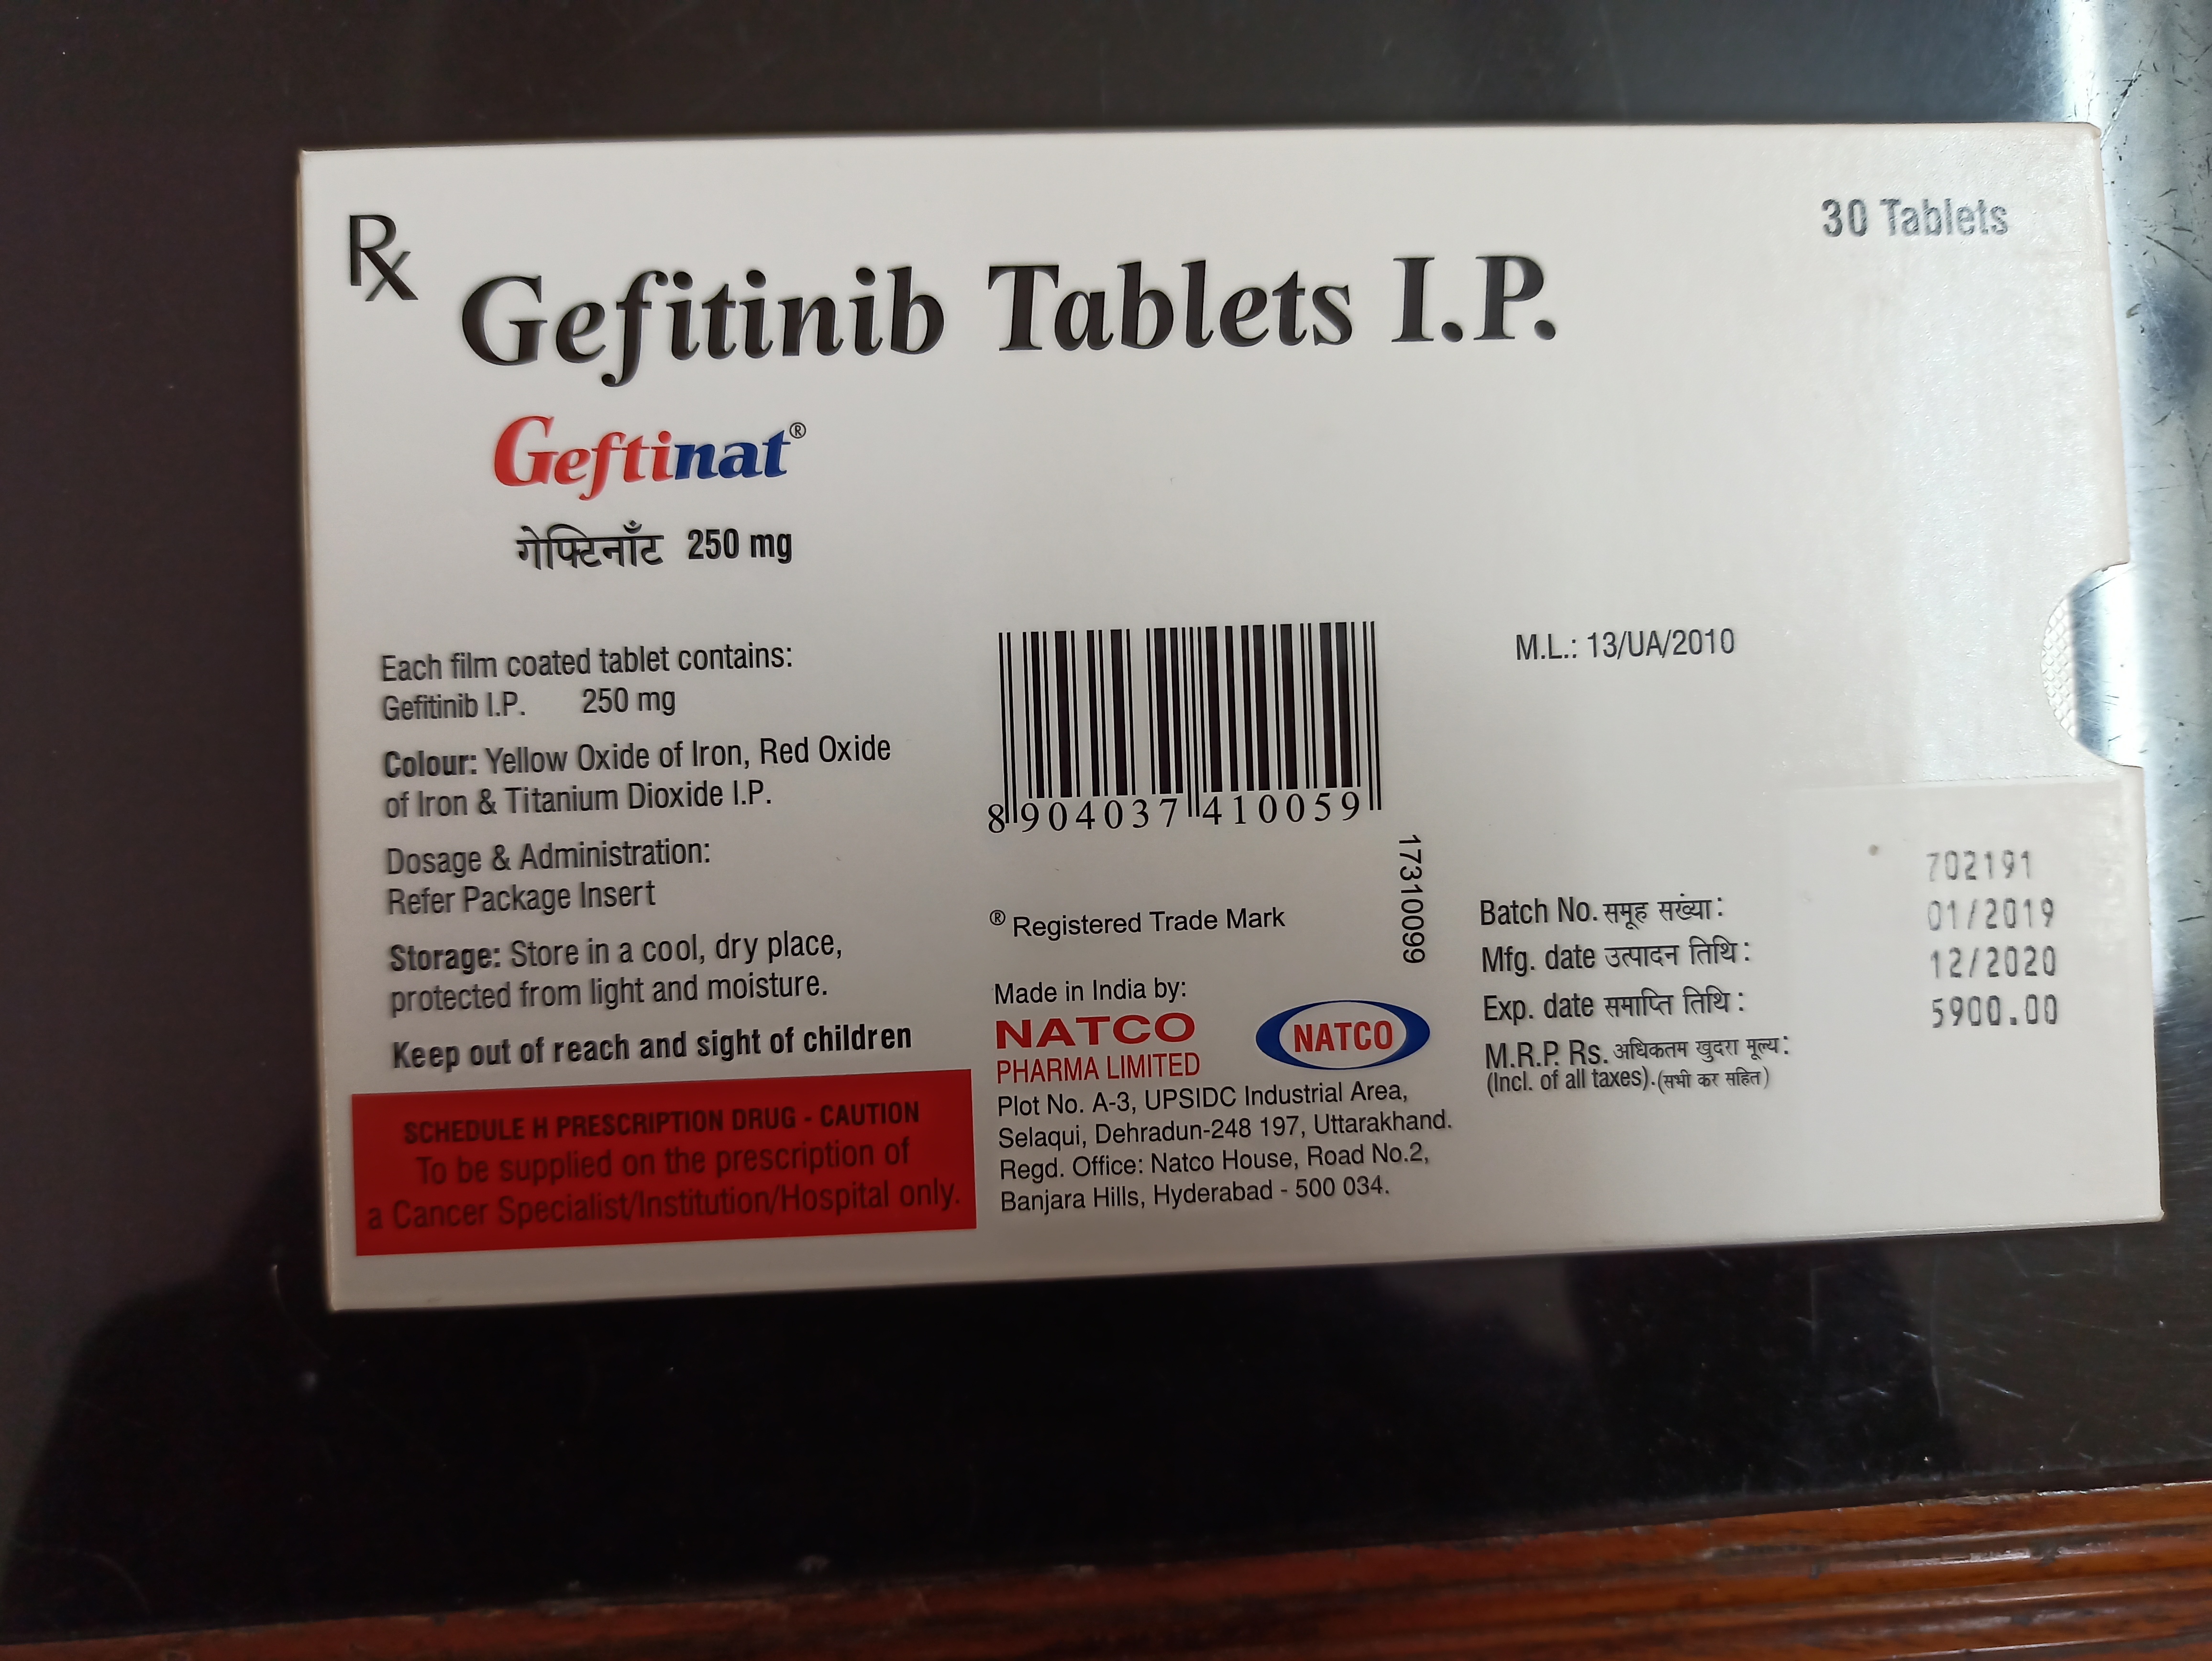 Rx
30 Tablets
Gefitinib Tablets I.P.
Geftinat®
गेफ्टिनॉंट 250 mg
Each film coated tablet contains:
Gefitinib I.P. 250 mg
Colour: Yellow Oxide of Iron, Red Oxide
of Iron & Titanium Dioxide I.P.
Dosage & Administration:
Refer Package Insert
Storage: Store in a cool, dry place,
protected from light and moisture.
Keep out of reach and sight of children
SCHEDULE H PRESCRIPTION DRUG - CAUTION
To be supplied on the prescription of
a Cancer Specialist/Institution/Hospital only.
8 904037 410059
17310099
® Registered Trade Mark
Made in India by:
NATCO
PHARMA LIMITED
NATCO
Plot No. A-3, UPSIDC Industrial Area,
Selaqui, Dehradun-248 197, Uttarakhand.
Regd. Office: Natco House, Road No.2,
Banjara Hills, Hyderabad - 500 034.
M.L.: 13/UA/2010
Batch No. समूह सख्ंया :
Mfg. date उत्पादन तिथि :
Exp. date समाप्ति तिथि :
M.R.P. Rs. अधिकतम खुदरा मूल्य :
(Incl. of all taxes).(सभी कर सहित)
702191
01/2019
12/2020
5900.00